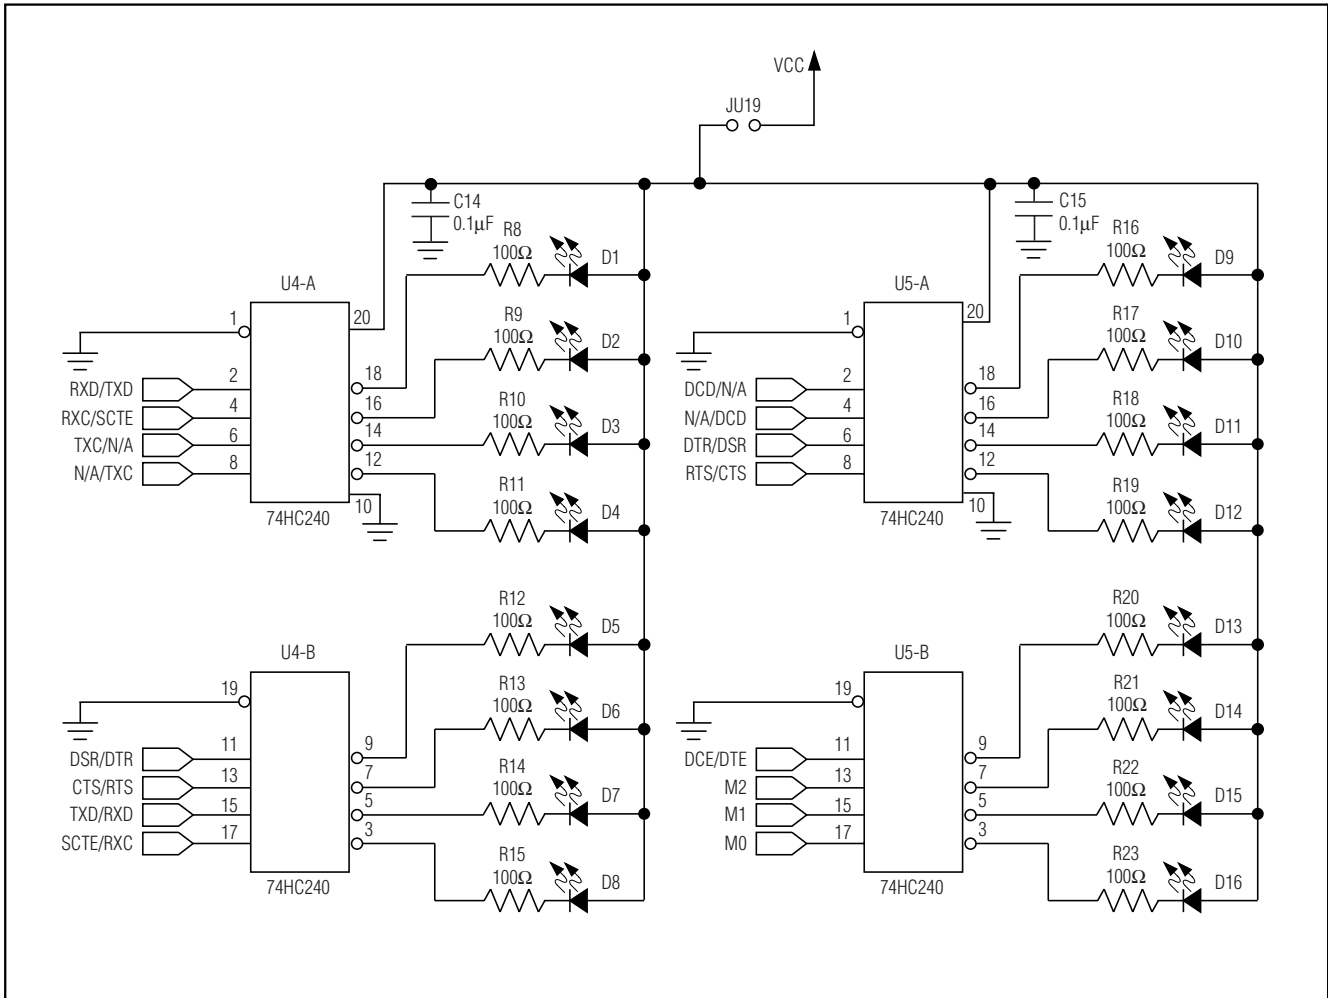 VCC
JU19
C14
0.1µF
C15
0.1µF
R8
100Ω
D1
R16
100Ω
D9
U4-A
1
20
R9
100Ω
D2
U5-A
1
20
R17
100Ω
D10
RXD/TXD
2
18
DCD/N/A
2
18
RXC/SCTE
4
16
R10
100Ω
D3
N/A/DCD
4
16
R18
100Ω
D11
TXC/N/A
6
14
DTR/DSR
6
14
N/A/TXC
8
12
RTS/CTS
8
12
R11
100Ω
D4
R19
100Ω
D12
10
10
74HC240
74HC240
R12
100Ω
D5
R20
100Ω
D13
U4-B
19
R13
100Ω
D6
U5-B
19
R21
100Ω
D14
DSR/DTR
11
9
DCE/DTE
11
9
CTS/RTS
13
7
R14
100Ω
D7
M2
13
7
R22
100Ω
D15
TXD/RXD
15
5
M1
15
5
SCTE/RXC
17
3
M0
17
3
R15
100Ω
D8
R23
100Ω
D16
74HC240
74HC240